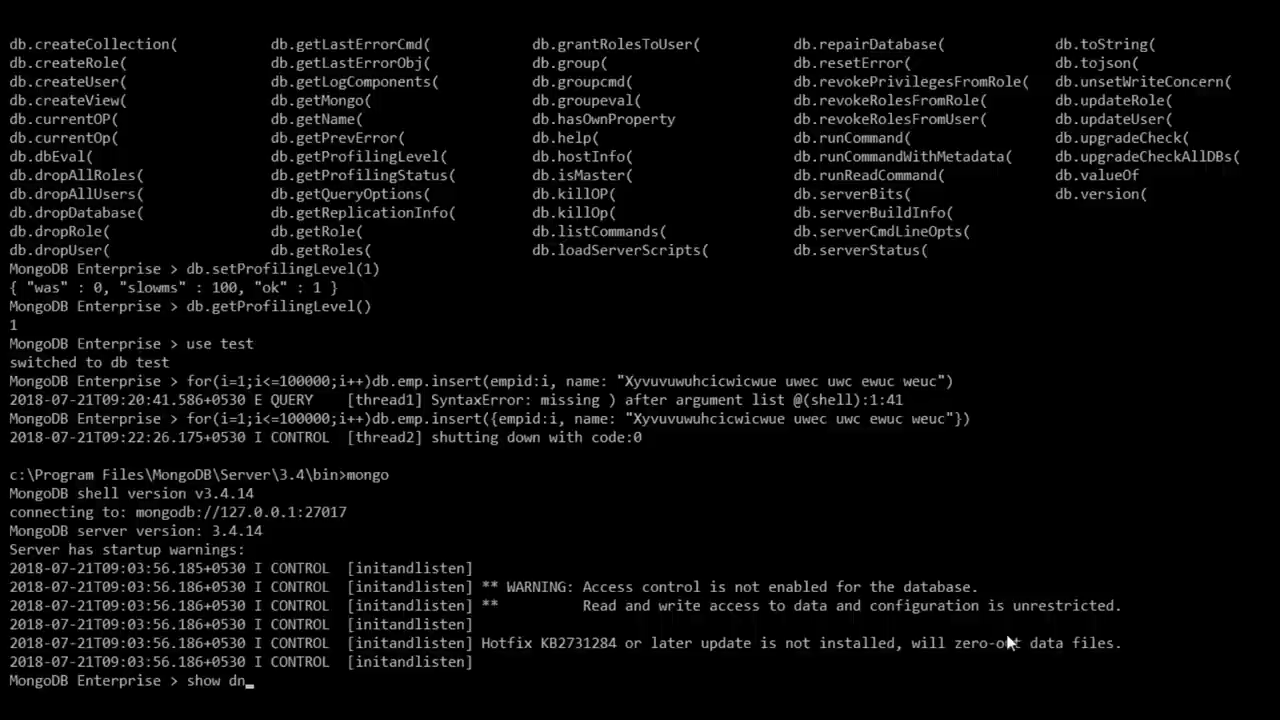 db.createCollection( db.getLastErrorCmd( db.grantRolesToUser( db.repairDatabase( db.toString(
db.createRole( db.getLastErrorObj( db.group( db.resetError( db.tojson(
db.createUser( db.getLogComponents( db.groupcmd( db.revokePrivilegesFromRole( db.unsetWriteConcern(
db.createView( db.getMongo( db.groupeval( db.revokeRolesFromRole( db.updateRole(
db.currentOP( db.getName( db.hasOwnProperty db.revokeRolesFromUser( db.updateUser(
db.currentOp( db.getPrevError( db.help( db.runCommand( db.upgradeCheck(
db.dbEval( db.getProfilingLevel( db.hostInfo( db.runCommandWithMetadata( db.upgradeCheckAllDBs(
db.dropAllRoles( db.getProfilingStatus( db.isMaster( db.runReadCommand( db.valueOf
db.dropAllUsers( db.getQueryOptions( db.killOP( db.serverBits( db.version(
db.dropDatabase( db.getReplicationInfo( db.killOp( db.serverBuildInfo(
db.dropRole( db.getRole( db.listCommands( db.serverCmdLineOpts(
db.dropUser( db.getRoles( db.loadServerScripts( db.serverStatus(
MongoDB Enterprise > db.setProfilingLevel(1)
{ "was" : 0, "slowms" : 100, "ok" : 1 }
MongoDB Enterprise > db.getProfilingLevel()
1
MongoDB Enterprise > use test
switched to db test
MongoDB Enterprise > for(i=1;i<=100000;i++)db.emp.insert(empid:i, name: "Xyvuvuwuhcicwicwue uwec uwc ewuc weuc")
2018-07-21T09:20:41.586+0530 E QUERY [thread1] SyntaxError: missing ) after argument list @(shell):1:41
MongoDB Enterprise > for(i=1;i<=100000;i++)db.emp.insert({empid:i, name: "Xyvuvuwuhcicwicwue uwec uwc ewuc weuc"})
2018-07-21T09:22:26.175+0530 I CONTROL [thread2] shutting down with code:0
c:\Program Files\MongoDB\Server\3.4\bin>mongo
MongoDB shell version v3.4.14
connecting to: mongodb://127.0.0.1:27017
MongoDB server version: 3.4.14
Server has startup warnings:
2018-07-21T09:03:56.185+0530 I CONTROL [initandlisten]
2018-07-21T09:03:56.186+0530 I CONTROL [initandlisten] ** WARNING: Access control is not enabled for the database.
2018-07-21T09:03:56.186+0530 I CONTROL [initandlisten] ** Read and write access to data and configuration is unrestricted.
2018-07-21T09:03:56.186+0530 I CONTROL [initandlisten]
2018-07-21T09:03:56.186+0530 I CONTROL [initandlisten] Hotfix KB2731284 or later update is not installed, will zero-out data files.
2018-07-21T09:03:56.186+0530 I CONTROL [initandlisten]
MongoDB Enterprise > show dn_